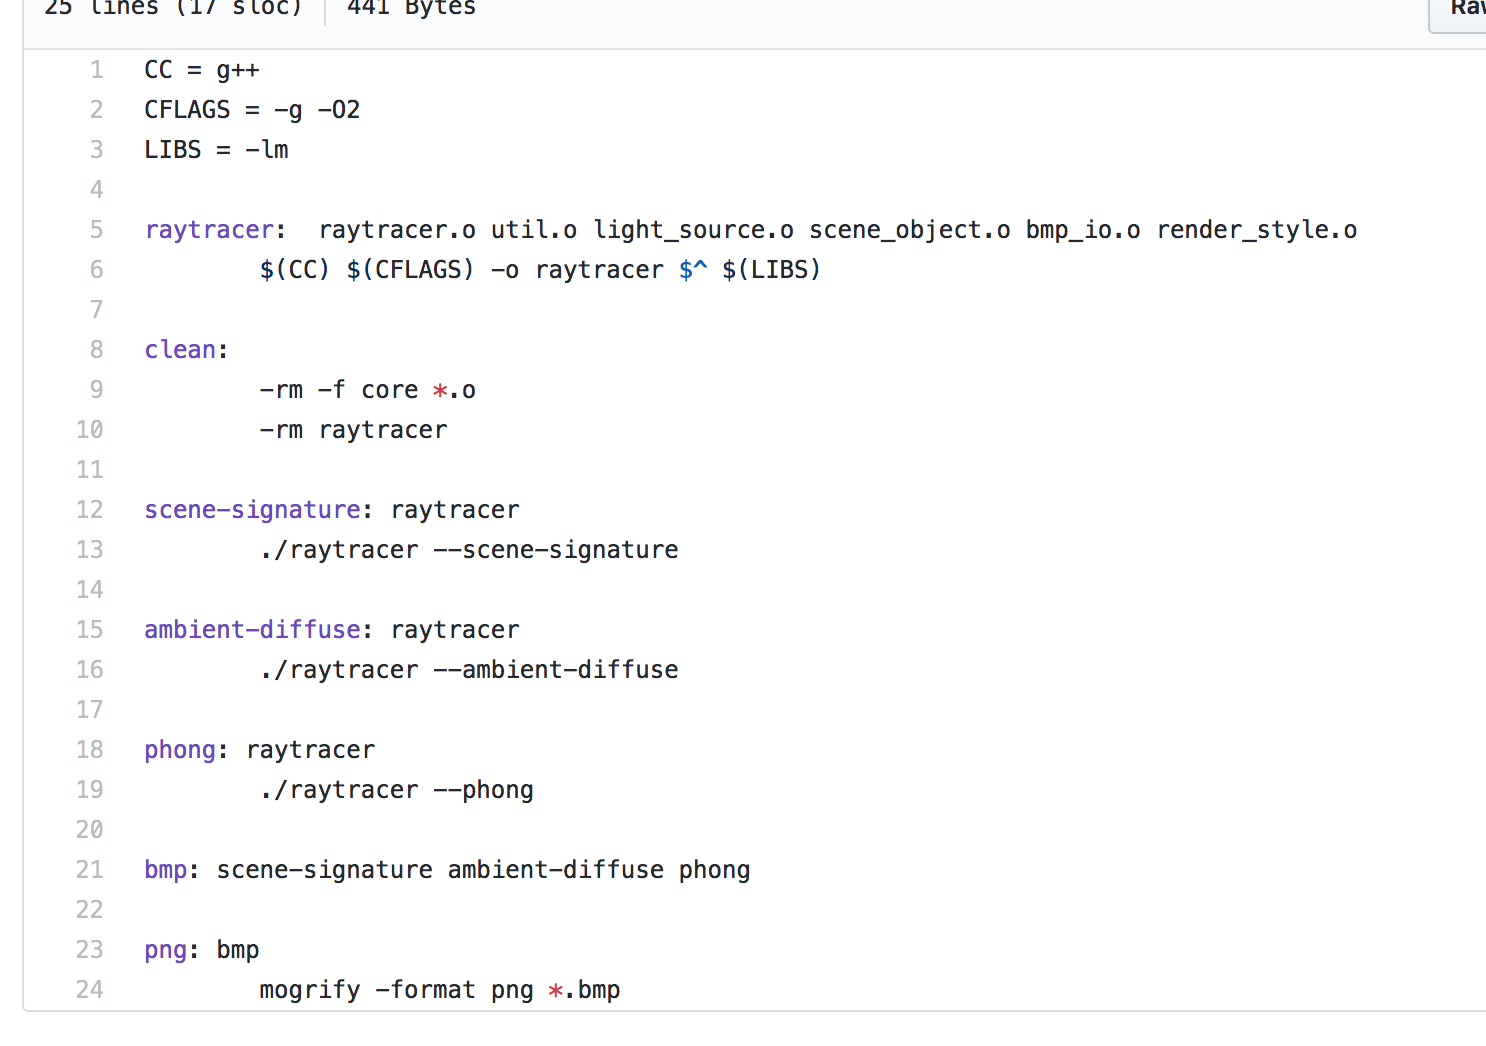 25 lines (17 sloc) 441 Bytes
Raw
1 CC = g++
2 CFLAGS = -g -O2
3 LIBS = -lm
4
5 raytracer:  raytracer.o util.o light_source.o scene_object.o bmp_io.o render_style.o
6         $(CC) $(CFLAGS) -o raytracer $^ $(LIBS)
7
8 clean:
9         -rm -f core *.o
10         -rm raytracer
11
12 scene-signature: raytracer
13         ./raytracer --scene-signature
14
15 ambient-diffuse: raytracer
16         ./raytracer --ambient-diffuse
17
18 phong: raytracer
19         ./raytracer --phong
20
21 bmp: scene-signature ambient-diffuse phong
22
23 png: bmp
24         mogrify -format png *.bmp